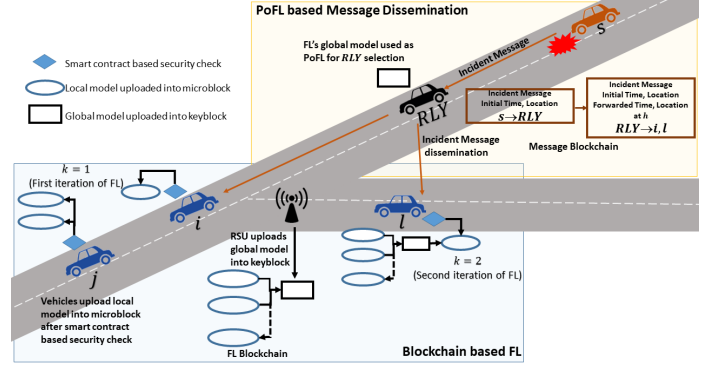 PoFL based Message Dissemination
Smart contract based security check
Local model uploaded into microblock
Global model uploaded into keyblock
FL's global model used as
PoFL for RLY selection
Incident Message
s
RLY
Incident Message
dissemination
Incident Message
Initial Time, Location
s→RLY
Incident Message
Initial Time, Location
Forwarded Time, Location
at h
RLY→i, l
Message Blockchain
k = 1
(First iteration of FL)
i
j
l
RSU uploads
global model
into keyblock
k = 2
(Second iteration of FL)
Vehicles upload local
model into microblock
after smart contract
based security check
FL Blockchain
Blockchain based FL